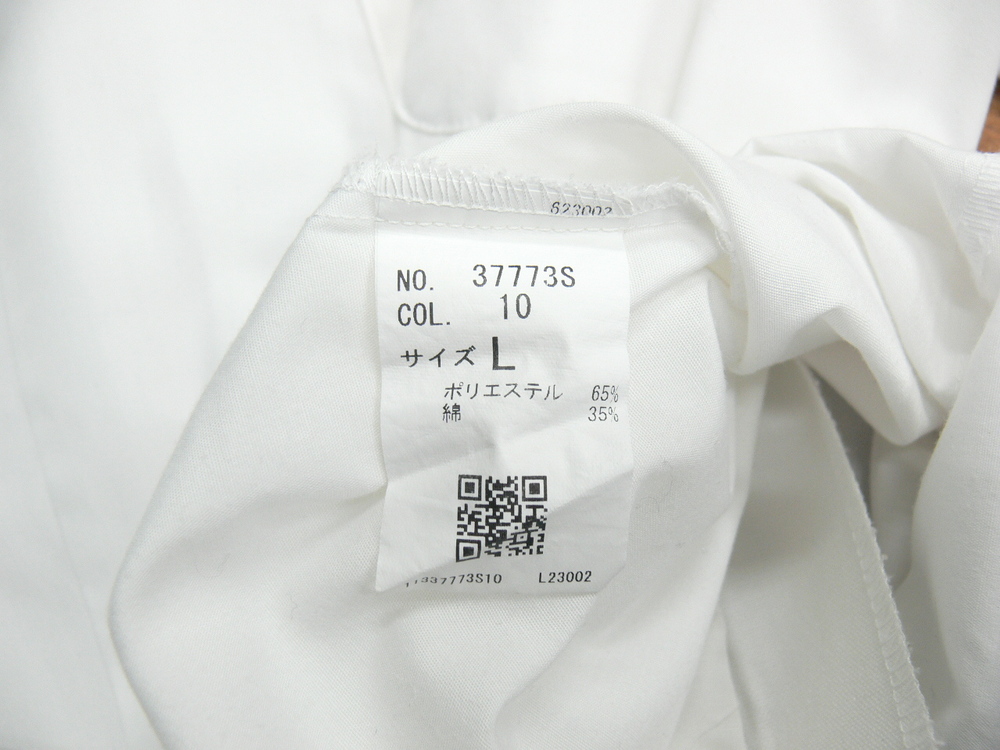 623002
NO. 37773S
COL. 10
サイズ L
ポリエステル 65%
綿 35%
L23002